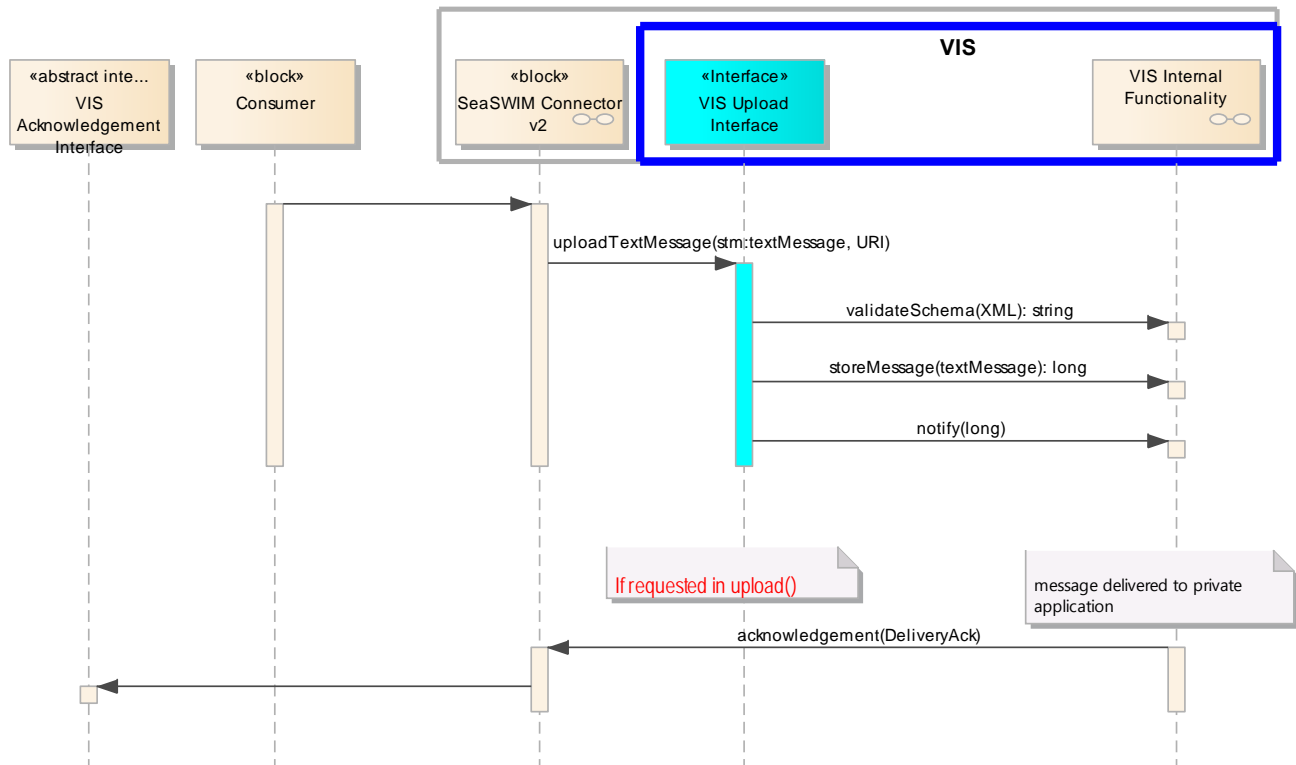 VIS
«abstract inte...
VIS
Acknowledgement
Interface
«block»
Consumer
«block»
SeaSWIM Connector
v2
«Interface»
VIS Upload
Interface
VIS Internal
Functionality
uploadTextMessage(stm:textMessage, URI)
validateSchema(XML): string
storeMessage(textMessage): long
notify(long)
If requested in upload()
message delivered to private
application
acknowledgement(DeliveryAck)